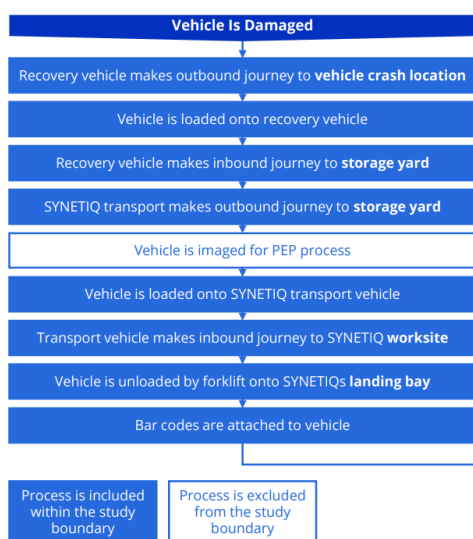 Vehicle Is Damaged
Recovery vehicle makes outbound journey to vehicle crash location
Vehicle is loaded onto recovery vehicle
Recovery vehicle makes inbound journey to storage yard
SYNETIQ transport makes outbound journey to storage yard
Vehicle is imaged for PEP process
Vehicle is loaded onto SYNETIQ transport vehicle
Transport vehicle makes inbound journey to SYNETIQ worksite
Vehicle is unloaded by forklift onto SYNETIQs landing bay
Bar codes are attached to vehicle
Process is included
within the study
boundary
Process is excluded
from the study
boundary